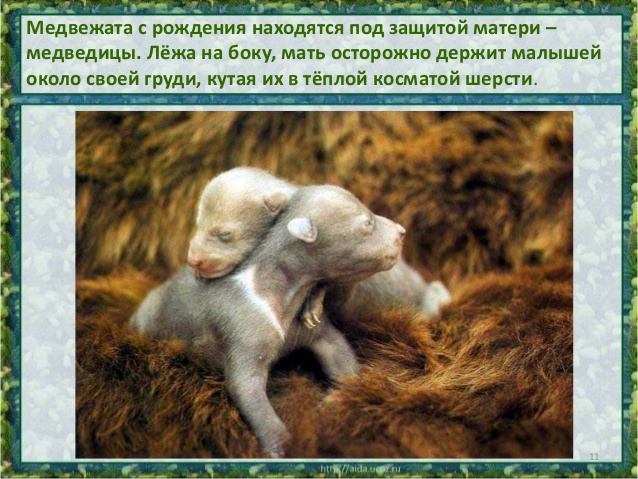 Медвежата с рождения находятся под защитой матери –
медведицы. Лёжа на боку, мать осторожно держит малышей
около своей груди, кутая их в тёплой косматой шерсти.
11
http://aida.ucoz.ru